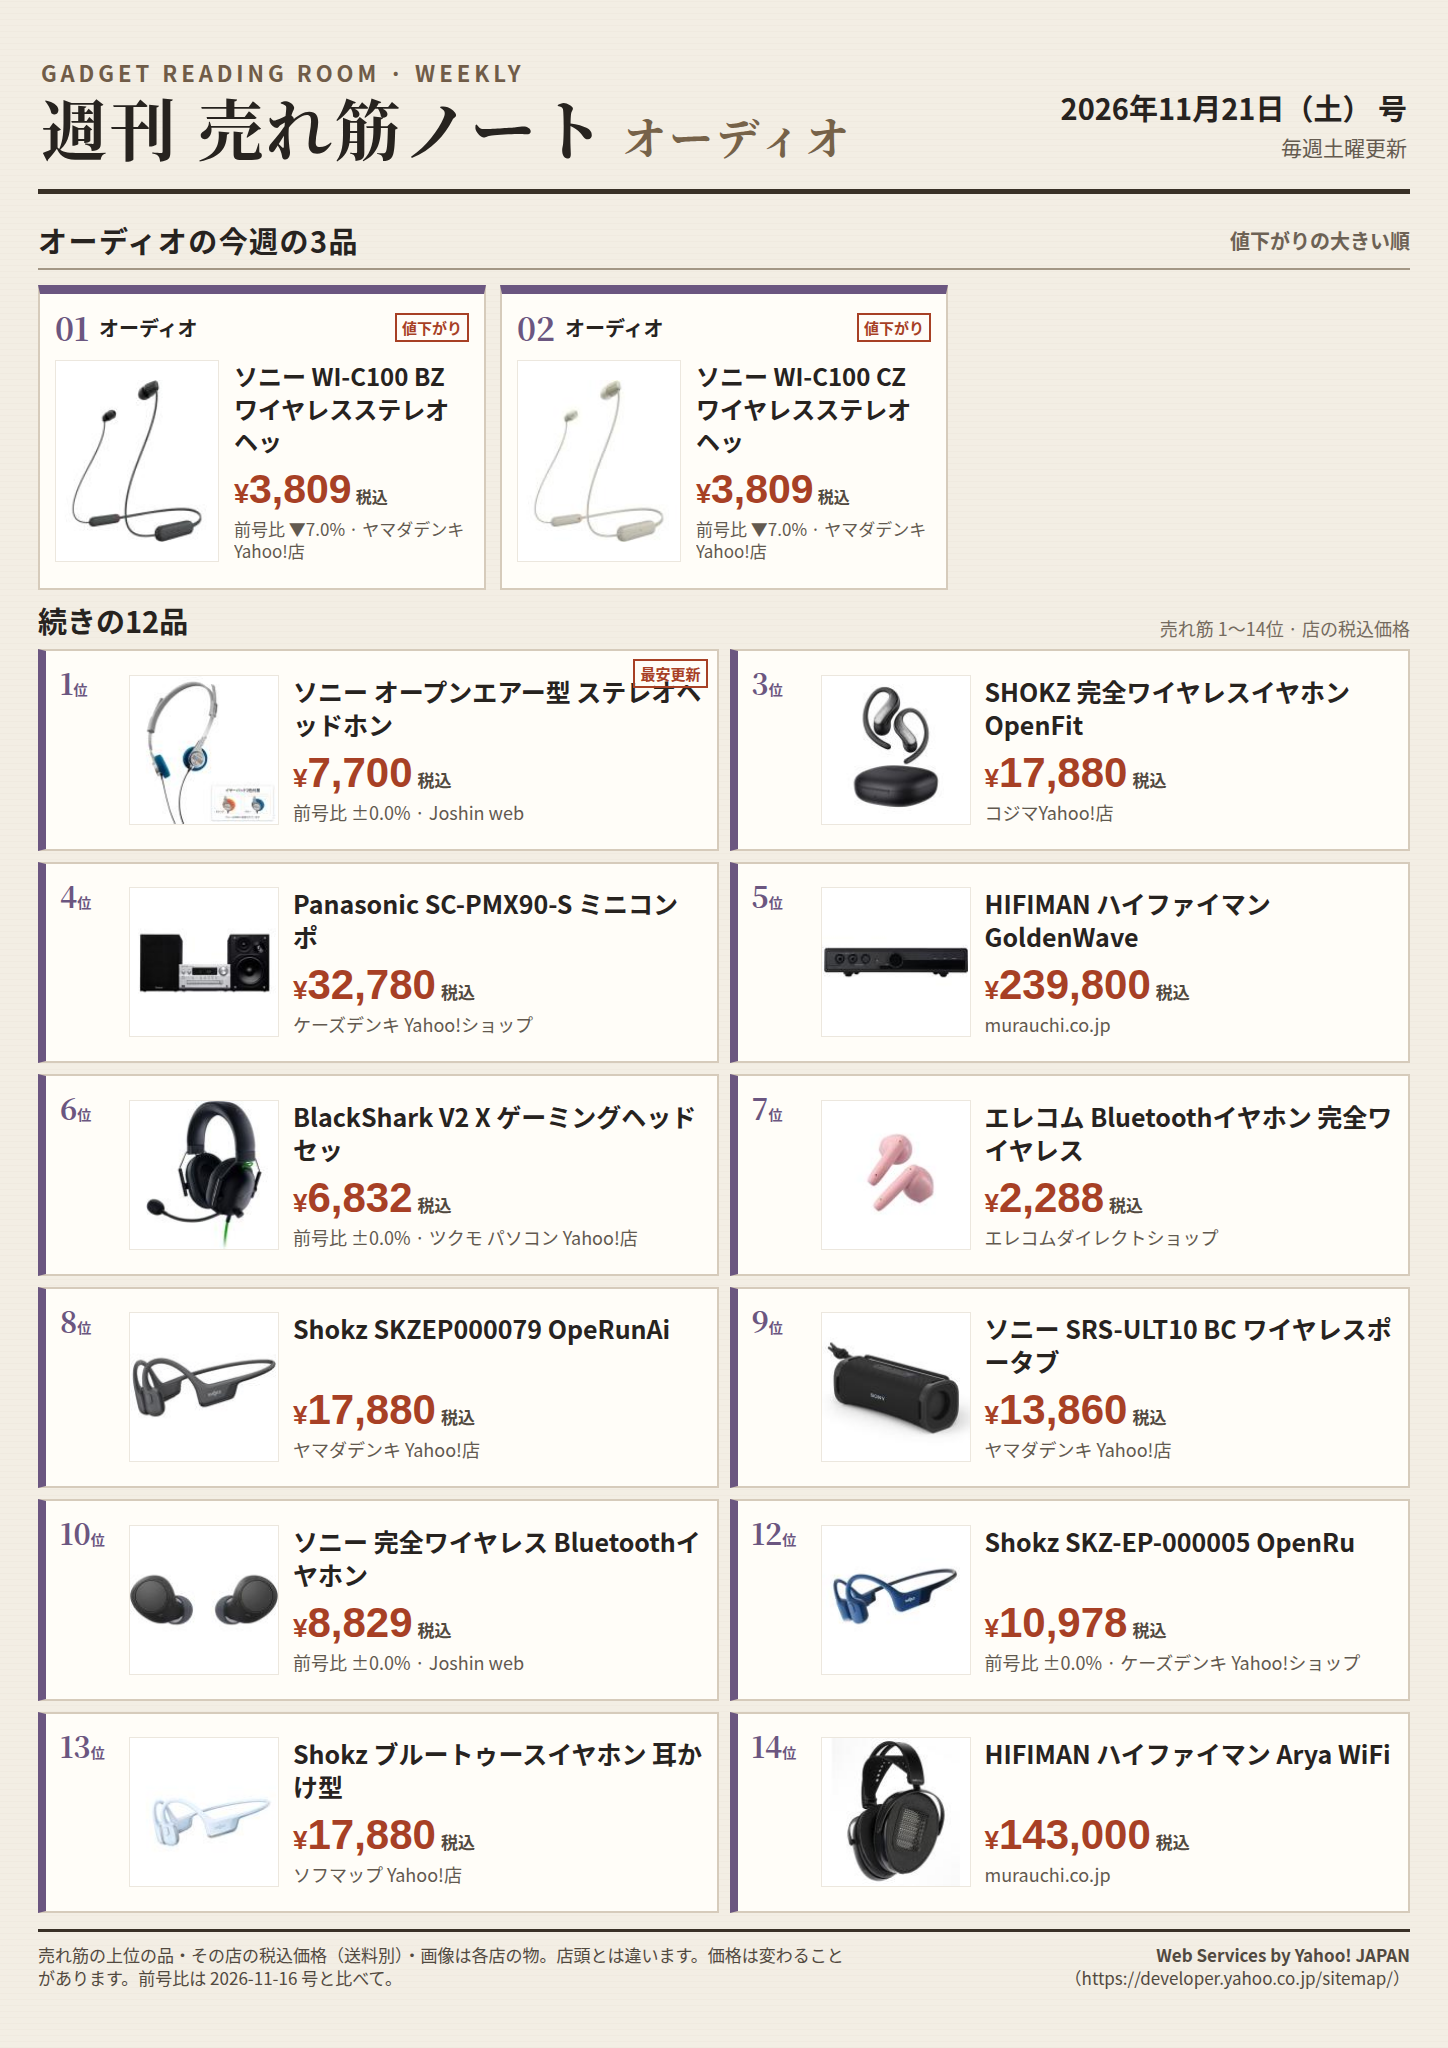 GADGET READING ROOM · WEEKLY
週刊 売れ筋ノート オーディオ
2026年11月21日（土） 号
毎週土曜更新
オーディオの今週の3品
値下がりの大きい順
01 オーディオ
値下がり
ソニー WI-C100 BZ
ワイヤレスステレオ
ヘッ
¥3,809 税込
前号比 ▼7.0% · ヤマダデンキ
Yahoo!店
02 オーディオ
値下がり
ソニー WI-C100 CZ
ワイヤレスステレオ
ヘッ
¥3,809 税込
前号比 ▼7.0% · ヤマダデンキ
Yahoo!店
続きの12品
売れ筋 1〜14位 · 店の税込価格
1位
最安更新
ソニー オープンエアー型 ステレオヘ
ッドホン
¥7,700 税込
前号比 ±0.0% · Joshin web
3位
SHOKZ 完全ワイヤレスイヤホン
OpenFit
¥17,880 税込
コジマYahoo!店
4位
Panasonic SC-PMX90-S ミニコン
ポ
¥32,780 税込
ケーズデンキ Yahoo!ショップ
5位
HIFIMAN ハイファイマン
GoldenWave
¥239,800 税込
murauchi.co.jp
6位
BlackShark V2 X ゲーミングヘッド
セッ
¥6,832 税込
前号比 ±0.0% · ツクモ パソコン Yahoo!店
7位
エレコム Bluetoothイヤホン 完全ワ
イヤレス
¥2,288 税込
エレコムダイレクトショップ
8位
Shokz SKZEP000079 OpeRunAi
¥17,880 税込
ヤマダデンキ Yahoo!店
9位
ソニー SRS-ULT10 BC ワイヤレスポ
ータブ
SONY
¥13,860 税込
ヤマダデンキ Yahoo!店
10位
ソニー 完全ワイヤレス Bluetoothイ
ヤホン
¥8,829 税込
前号比 ±0.0% · Joshin web
12位
Shokz SKZ-EP-000005 OpenRu
¥10,978 税込
前号比 ±0.0% · ケーズデンキ Yahoo!ショップ
13位
Shokz ブルートゥースイヤホン 耳か
け型
¥17,880 税込
ソフマップ Yahoo!店
14位
HIFIMAN ハイファイマン Arya WiFi
¥143,000 税込
murauchi.co.jp
売れ筋の上位の品・その店の税込価格（送料別）・画像は各店の物。店頭とは違います。価格は変わること
があります。前号比は 2026-11-16 号と比べて。
Web Services by Yahoo! JAPAN
（https://developer.yahoo.co.jp/sitemap/）